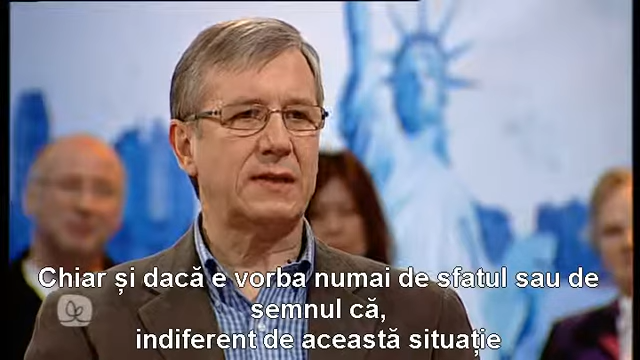 Chiar și dacă e vorba numai de sfatul sau de
semnul că,
indiferent de această situație